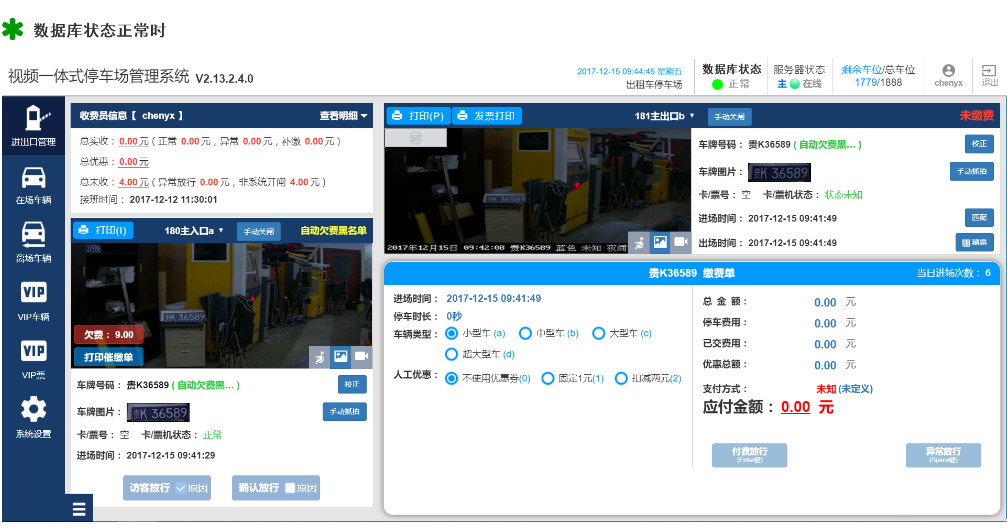 数据库状态正常时
视频一体式停车场管理系统 V2.13.2.4.0
2017-12-15 09:44:45 星期五
出租车停车场
数据库状态
正常
服务器状态
主 在线
剩余车位/总车位
1779/1888
chenyx
退出
进出口管理
在场车辆
离场车辆
VIP
VIP车辆
VIP
VIP票
系统设置
收费员信息【 chenyx 】 查看明细
总实收： 0.00元 ( 正常 0.00元 , 异常 0.00元 , 补缴 0.00元 )
总优惠： 0.00元
总未收： 4.00元 ( 异常放行 0.00元 , 非系统开闸 4.00元 )
接班时间： 2017-12-12 11:30:01
打印(I) 180主入口a 手动关闸 自动欠费黑名单
贵K36589
欠费： 9.00
打印催缴单
车牌号码： 贵K36589 ( 自动欠费黑... ) 校正
车牌图片： 贵K 36589 手动抓拍
卡/票号： 空 卡/票机状态： 正常
进场时间： 2017-12-15 09:41:29
访客放行 原因
确认放行 原因
打印(P) 发票打印 181主出口b 手动关闸 未缴费
贵K36589
2017年12月15日 09:42:08 贵K36589 蓝色 未知 夜间
车牌号码： 贵K36589 ( 自动欠费黑... ) 校正
车牌图片： 贵K 36589 手动抓拍
卡/票号： 空 卡/票机状态： 状态未知
进场时间： 2017-12-15 09:41:49 匹配
出场时间： 2017-12-15 09:41:49
贵K36589 缴费单 当日进场次数： 6
进场时间： 2017-12-15 09:41:49
停车时长： 0秒
车辆类型： 小型车 (a) 中型车 (b) 大型车 (c)
超大型车 (d)
人工优惠： 不使用优惠券(0) 固定1元(1) 扣减两元(2)
总 金 额： 0.00 元
停车费用： 0.00 元
已交费用： 0.00 元
优惠总额： 0.00 元
支付方式： 未知 (未定义)
应付金额： 0.00 元
付费放行
(Enter键)
异常放行
(Space键)